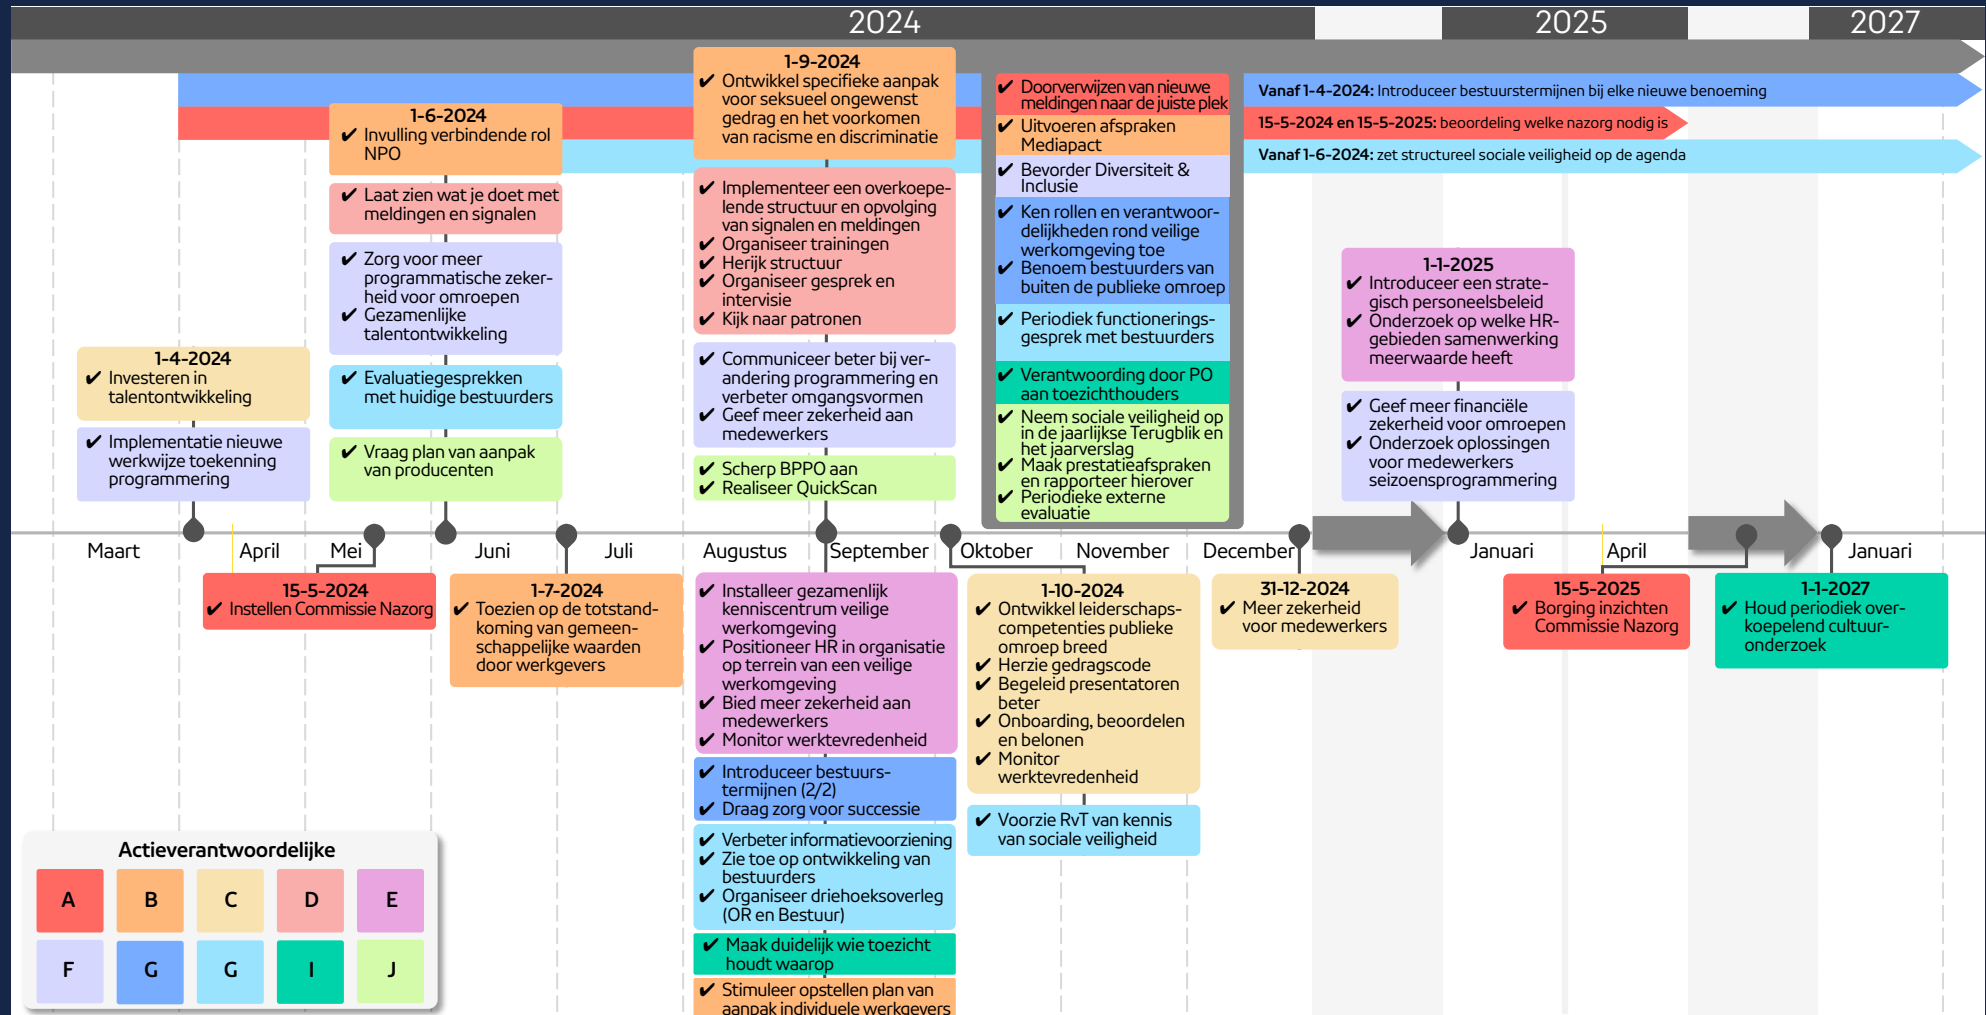 2024
2025
2027
Vanaf 1-4-2024: Introduceer bestuurstermijnen bij elke nieuwe benoeming
15-5-2024 en 15-5-2025: beoordeling welke nazorg nodig is
Vanaf 1-6-2024: zet structureel sociale veiligheid op de agenda
1-4-2024
✔ Investeren in
talentontwikkeling
✔ Implementatie nieuwe
werkwijze toekenning
programmering
1-6-2024
✔ Invulling verbindende rol
NPO
✔ Laat zien wat je doet met
meldingen en signalen
✔ Zorg voor meer
programmatische zeker-
heid voor omroepen
✔ Gezamenlijke
talentontwikkeling
✔ Evaluatiegesprekken
met huidige bestuurders
✔ Vraag plan van aanpak
van producenten
1-9-2024
✔ Ontwikkel specifieke aanpak
voor seksueel ongewenst
gedrag en het voorkomen
van racisme en discriminatie
✔ Implementeer een overkoepe-
lende structuur en opvolging
van signalen en meldingen
✔ Organiseer trainingen
✔ Herijk structuur
✔ Organiseer gesprek en
intervisie
✔ Kijk naar patronen
✔ Communiceer beter bij ver-
andering programmering en
verbeter omgangsvormen
✔ Geef meer zekerheid aan
medewerkers
✔ Scherp BPPO aan
✔ Realiseer QuickScan
✔ Doorverwijzen van nieuwe
meldingen naar de juiste plek
✔ Uitvoeren afspraken
Mediapact
✔ Bevorder Diversiteit &
Inclusie
✔ Ken rollen en verantwoor-
delijkheden rond veilige
werkomgeving toe
✔ Benoem bestuurders van
buiten de publieke omroep
✔ Periodiek functionerings-
gesprek met bestuurders
✔ Verantwoording door PO
aan toezichthouders
✔ Neem sociale veiligheid op
in de jaarlijkse Terugblik en
het jaarverslag
✔ Maak prestatieafspraken
en rapporteer hierover
✔ Periodieke externe
evaluatie
1-1-2025
✔ Introduceer een strate-
gisch personeelsbeleid
✔ Onderzoek op welke HR-
gebieden samenwerking
meerwaarde heeft
✔ Geef meer financiële
zekerheid voor omroepen
✔ Onderzoek oplossingen
voor medewerkers
seizoensprogrammering
Maart
April
Mei
Juni
Juli
Augustus
September
Oktober
November
December
Januari
April
Januari
15-5-2024
✔ Instellen Commissie Nazorg
1-7-2024
✔ Toezien op de totstand-
koming van gemeen-
schappelijke waarden
door werkgevers
✔ Installeer gezamenlijk
kenniscentrum veilige
werkomgeving
✔ Positioneer HR in organisatie
op terrein van een veilige
werkomgeving
✔ Bied meer zekerheid aan
medewerkers
✔ Monitor werktevredenheid
✔ Introduceer bestuurs-
termijnen (2/2)
✔ Draag zorg voor successie
✔ Verbeter informatievoorziening
✔ Zie toe op ontwikkeling van
bestuurders
✔ Organiseer driehoeksoverleg
(OR en Bestuur)
✔ Maak duidelijk wie toezicht
houdt waarop
✔ Stimuleer opstellen plan van
aanpak individuele werkgevers
1-10-2024
✔ Ontwikkel leiderschaps-
competenties publieke
omroep breed
✔ Herzie gedragscode
✔ Begeleid presentatoren
beter
✔ Onboarding, beoordelen
en belonen
✔ Monitor
werktevredenheid
✔ Voorzie RvT van kennis
van sociale veiligheid
31-12-2024
✔ Meer zekerheid
voor medewerkers
15-5-2025
✔ Borging inzichten
Commissie Nazorg
1-1-2027
✔ Houd periodiek over-
koepelend cultuur-
onderzoek
Actieverantwoordelijke
A B C D E
F G G I J